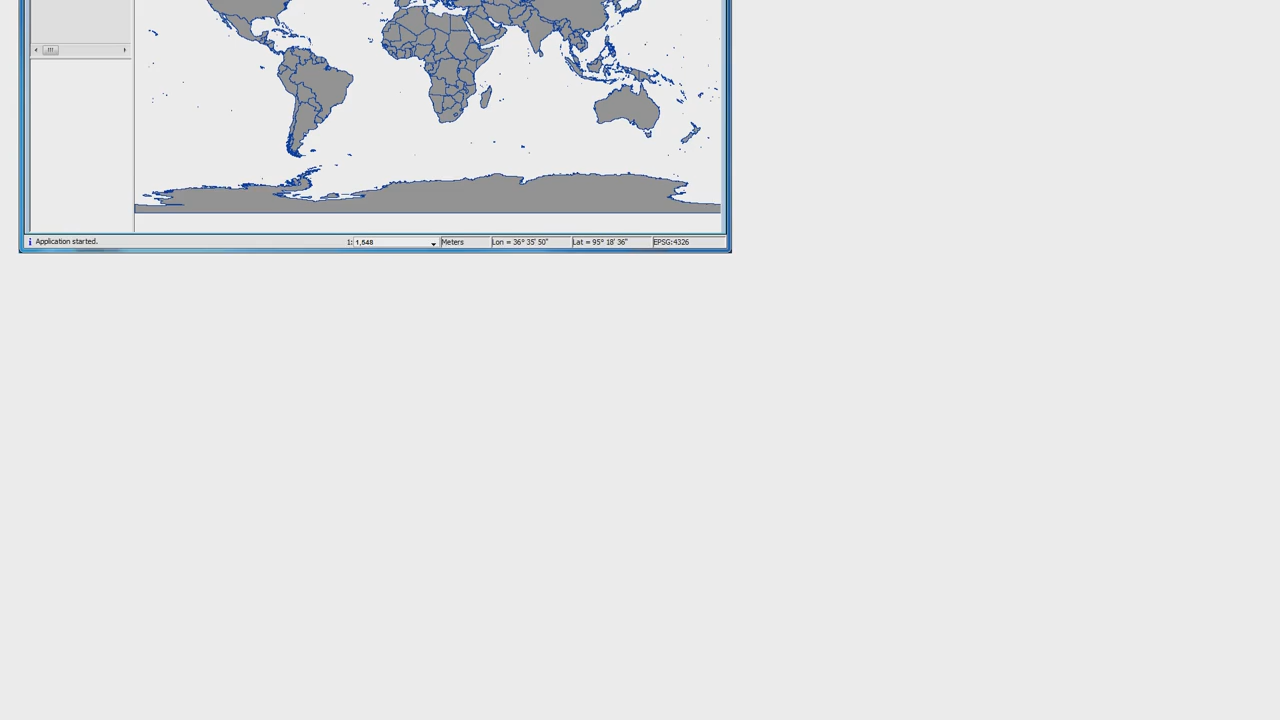 Application started. 1: 1,548 Meters Lon = 36° 35' 50" Lat = 95° 18' 36" EPSG:4326